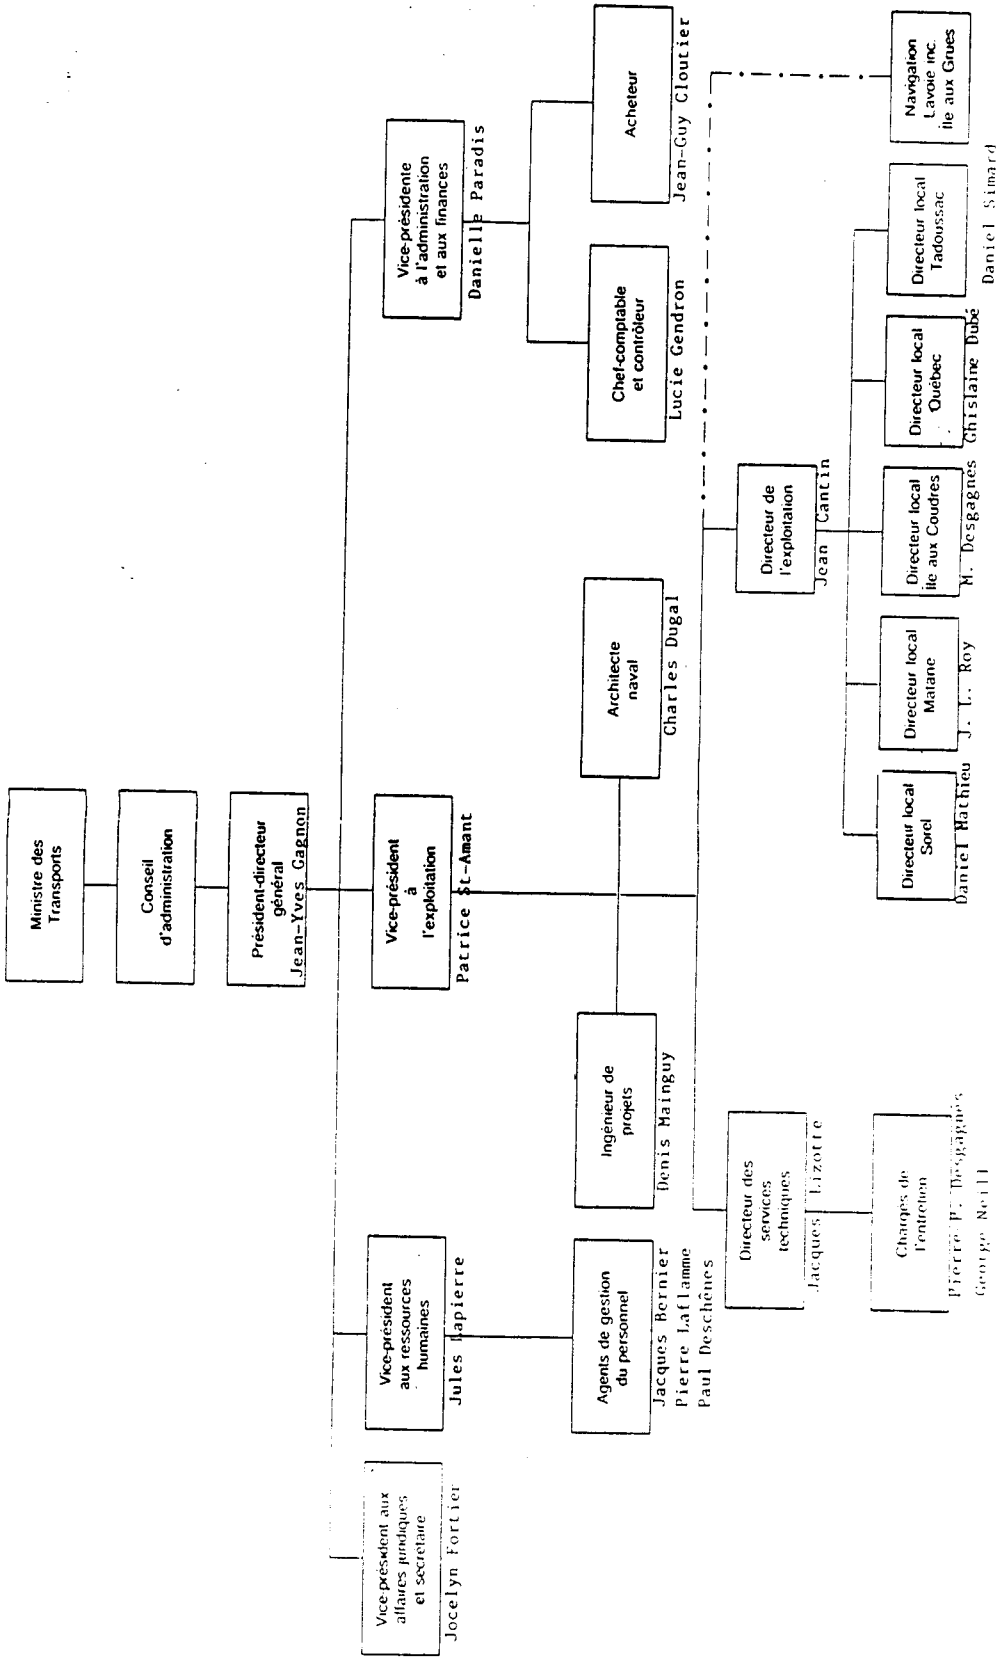 Ministre des
Transports
Conseil
d'administration
Président-directeur
général
Jean-Yves Gagnon
Vice-président aux
affaires juridiques
et secrétaire
Jocelyn Fortier
Vice-président
aux ressources
humaines
Jules Lapierre
Vice-président
à
l'exploitation
Patrice St-Amant
Vice-présidente
à l'administration
et aux finances
Danielle Paradis
Agents de gestion
du personnel
Jacques Bernier
Pierre Laflamme
Paul Deschênes
Ingénieur de
projets
Denis Mainguy
Architecte
naval
Charles Dugal
Chef-comptable
et contrôleur
Lucie Gendron
Acheteur
Jean-Guy Cloutier
Directeur des
services
techniques
Jacques Lizotte
Directeur de
l'exploitation
Jean Cantin
Chargés de
l'entretien
Pierre P. Desgagnés
George Neill
Directeur local
Sorel
Daniel Mathieu
Directeur local
Matane
J. L. Roy
Directeur local
île aux Coudres
M. Desgagnés
Directeur local
Québec
Ghislaine Dubé
Directeur local
Tadoussac
Daniel Simard
Navigation
Lavoie inc.
île aux Grues